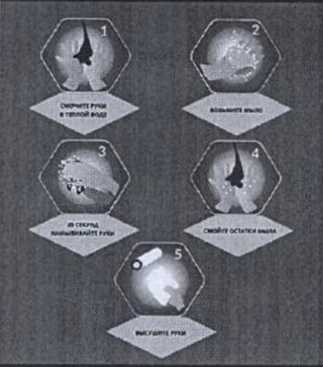 1
СМОЧИТЕ РУКИ
В ТЕПЛОЙ ВОДЕ
2
ВОЗЬМИТЕ МЫЛО
3
20 СЕКУНД
НАМЫЛИВАЙТЕ РУКИ
4
СМОЙТЕ ОСТАТКИ МЫЛА
5
ВЫСУШИТЕ РУКИ